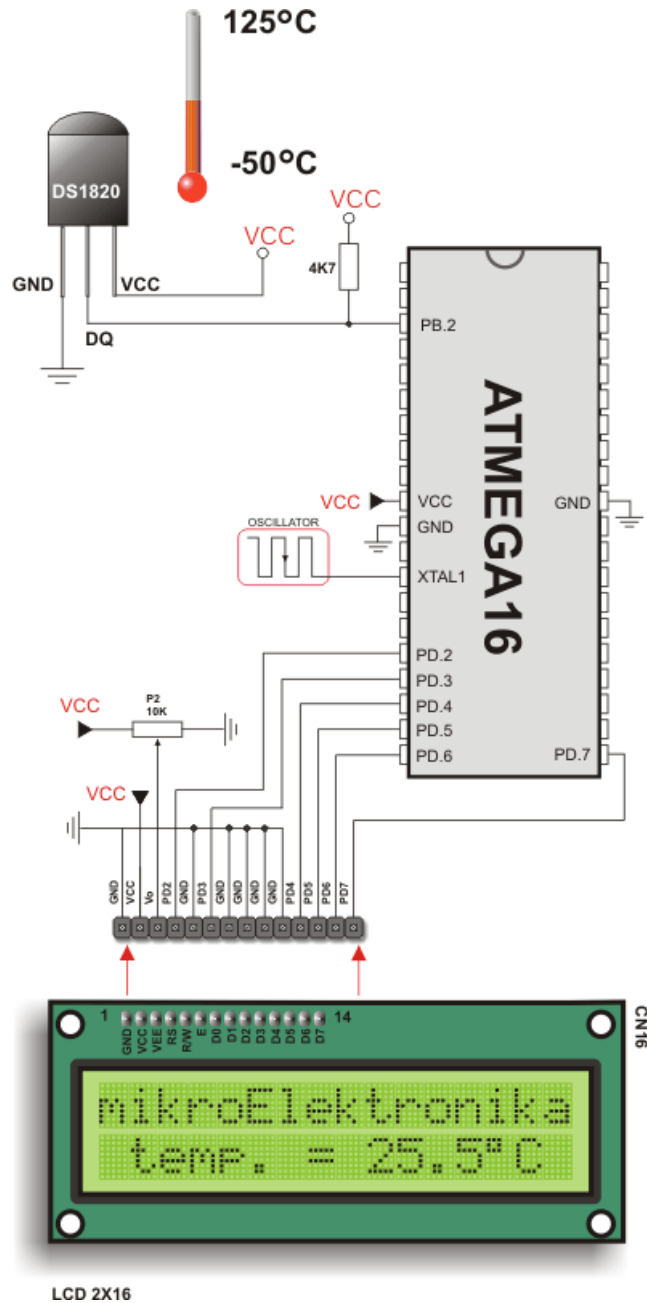 125°C
-50°C
DS1820
VCC
VCC
GND
VCC
4K7
DQ
PB.2
ATMEGA16
VCC
VCC
GND
GND
OSCILLATOR
XTAL1
PD.2
PD.3
PD.4
PD.5
PD.6
PD.7
P2
10K
VCC
VCC
GND
VCC
Vo
PD2
GND
PD3
GND
GND
GND
GND
PD4
PD5
PD6
PD7
1
14
GND
VCC
VEE
RS
R/W
E
D0
D1
D2
D3
D4
D5
D6
D7
CN16
mikroElektronika
temp. = 25.5°C
LCD 2X16